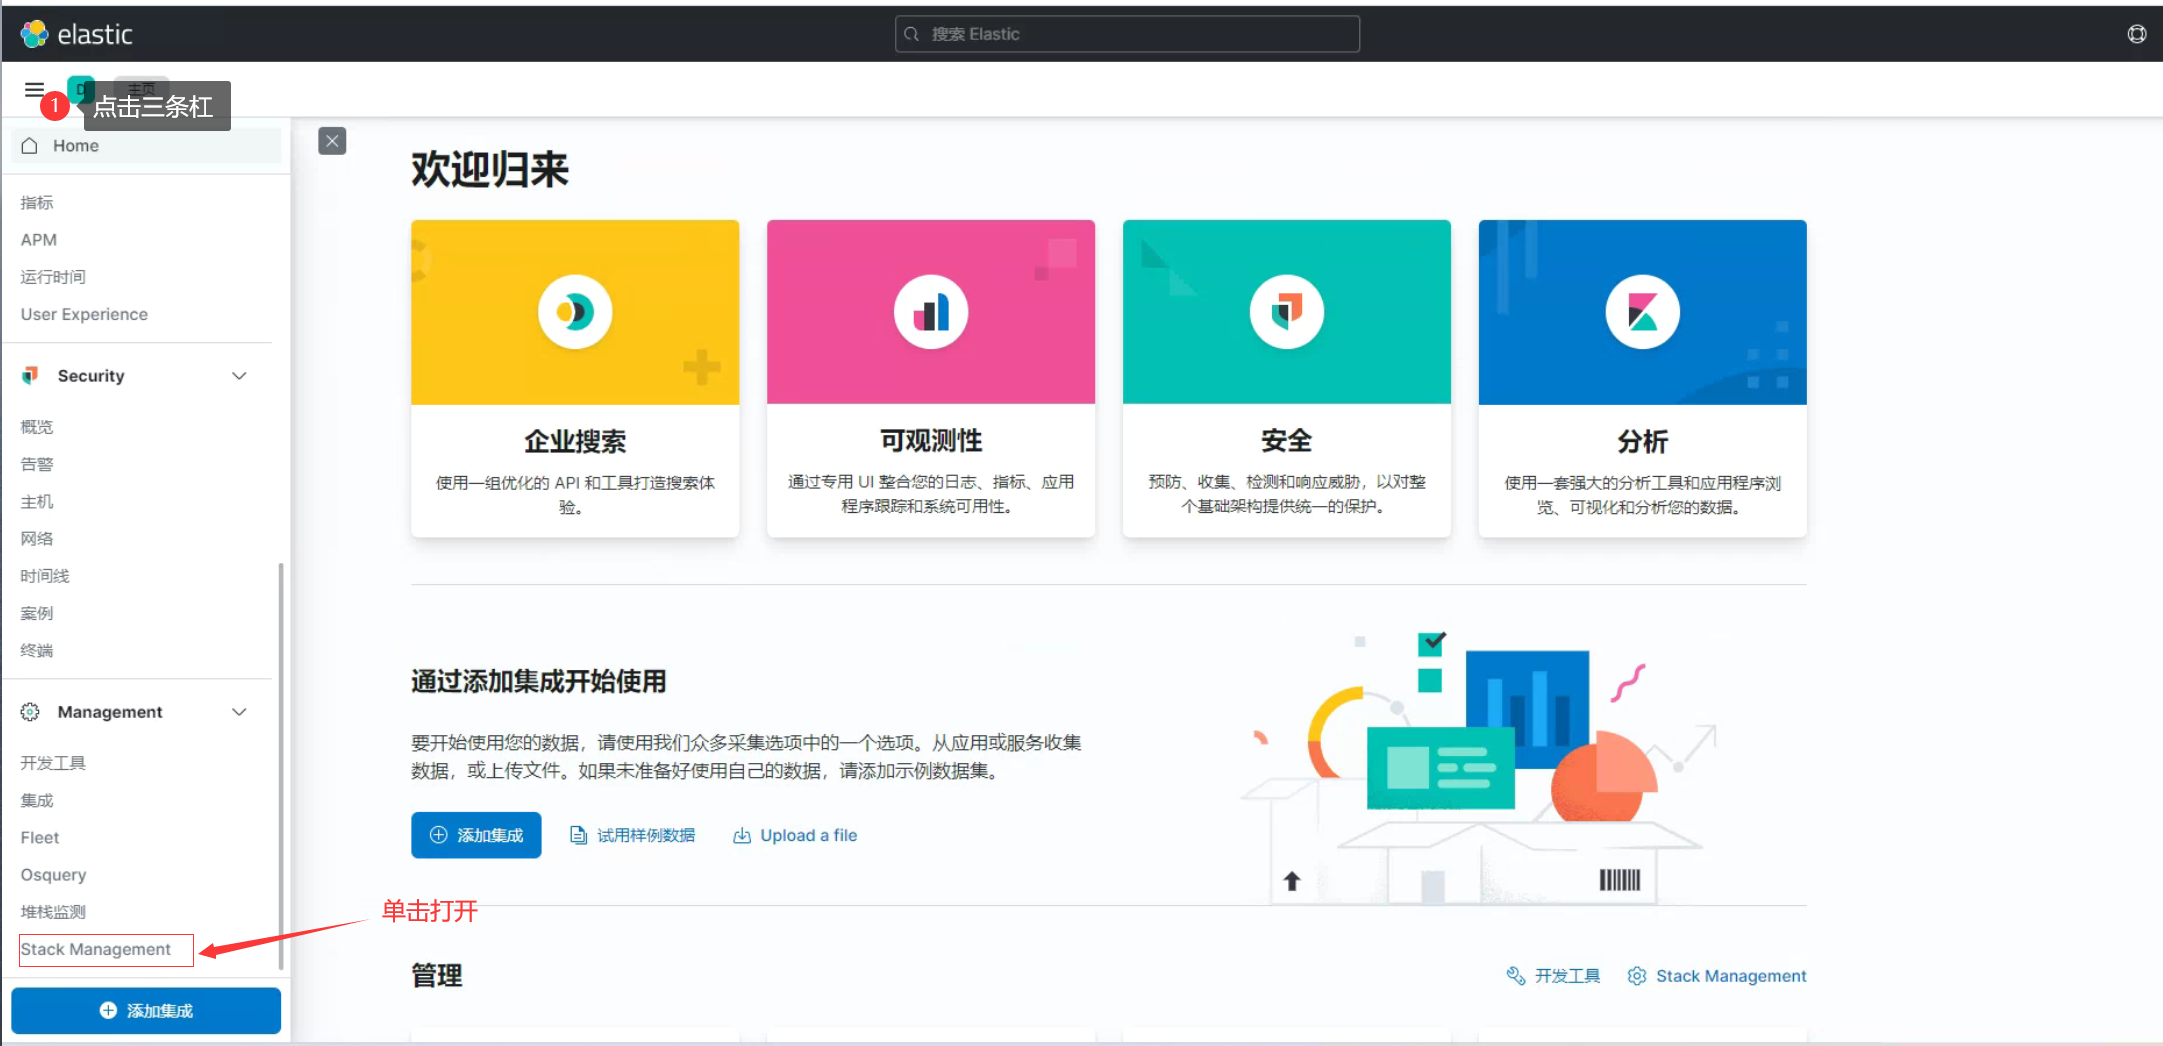 elastic
搜索 Elastic
D
主页
1
点击三条杠
Home
指标
APM
运行时间
User Experience
Security
概览
告警
主机
网络
时间线
案例
终端
Management
开发工具
集成
Fleet
Osquery
堆栈监测
Stack Management
单击打开
添加集成
欢迎归来
企业搜索
使用一组优化的 API 和工具打造搜索体
验。
可观测性
通过专用 UI 整合您的日志、指标、应用
程序跟踪和系统可用性。
安全
预防、收集、检测和响应威胁，以对整
个基础架构提供统一的保护。
分析
使用一套强大的分析工具和应用程序浏
览、可视化和分析您的数据。
通过添加集成开始使用
要开始使用您的数据，请使用我们众多采集选项中的一个选项。从应用或服务收集
数据，或上传文件。如果未准备好使用自己的数据，请添加示例数据集。
添加集成
试用样例数据
Upload a file
管理
开发工具
Stack Management